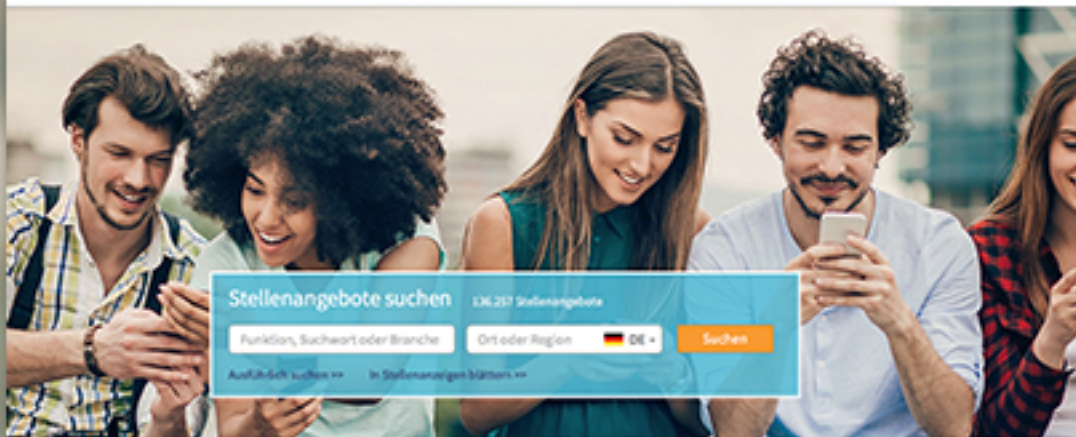 Stellenangebote suchen 136.257 Stellenangebote
Funktion, Suchwort oder Branche Ort oder Region DE Suchen
Ausführlich suchen >> In Stellenanzeigen blättern >>